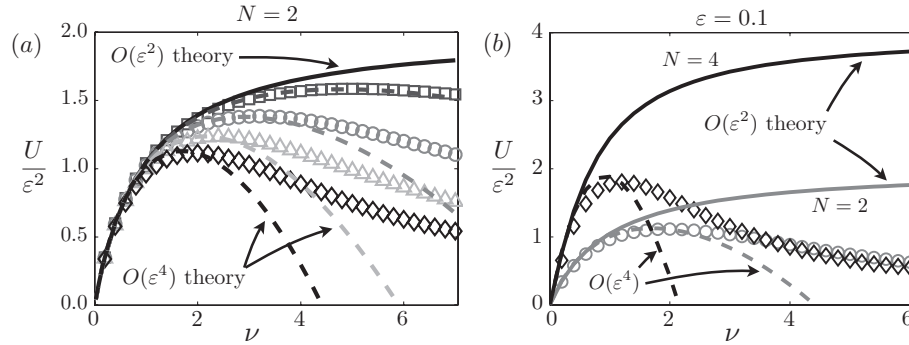 N = 2
(a)
2.0
O(ε²) theory
1.5
U/ε²
1.0
0.5
O(ε⁴) theory
0.0
0 2 4 6
ν
ε = 0.1
(b)
4
N = 4
3
O(ε²) theory
U/ε²
2
N = 2
1
O(ε⁴)
0
0 2 4 6
ν